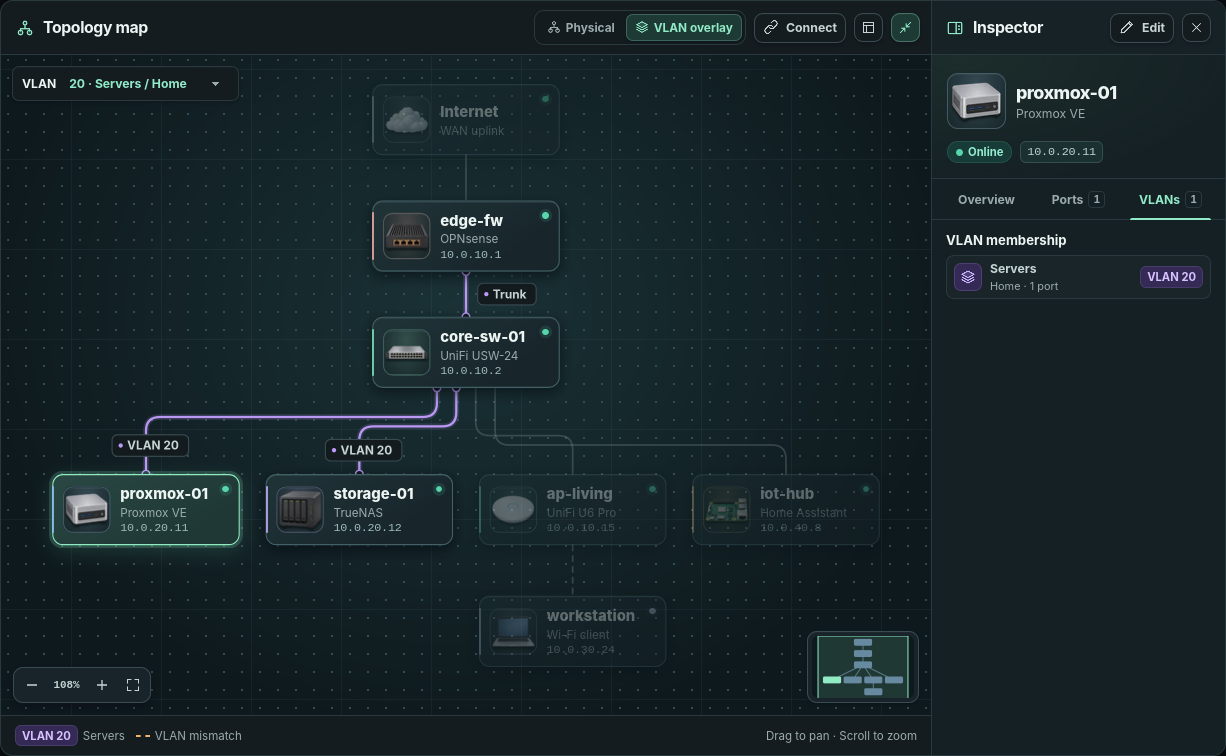 Topology map
Physical
VLAN overlay
Connect
Inspector
Edit
VLAN 20 · Servers / Home
Internet
WAN uplink
edge-fw
OPNsense
10.0.10.1
Trunk
core-sw-01
UniFi USW-24
10.0.10.2
VLAN 20
VLAN 20
proxmox-01
Proxmox VE
10.0.20.11
storage-01
TrueNAS
10.0.20.12
ap-living
UniFi U6 Pro
10.0.10.15
iot-hub
Home Assistant
10.0.40.8
workstation
Wi-Fi client
10.0.30.24
108%
VLAN 20 Servers
VLAN mismatch
Drag to pan · Scroll to zoom
proxmox-01
Proxmox VE
Online
10.0.20.11
Overview
Ports 1
VLANs 1
VLAN membership
Servers
Home · 1 port
VLAN 20